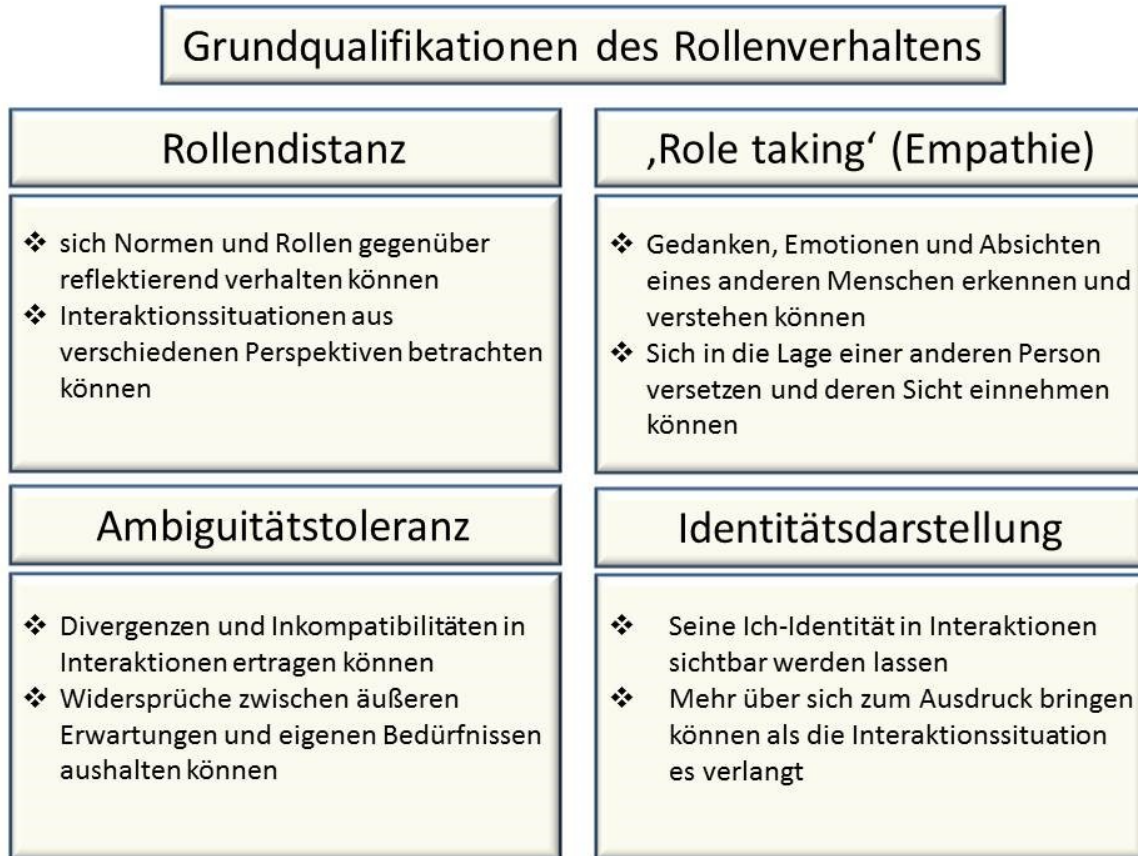 Grundqualifikationen des Rollenverhaltens
Rollendistanz
❖ sich Normen und Rollen gegenüber
reflektierend verhalten können
❖ Interaktionssituationen aus
verschiedenen Perspektiven betrachten
können
‚Role taking‘ (Empathie)
❖ Gedanken, Emotionen und Absichten
eines anderen Menschen erkennen und
verstehen können
❖ Sich in die Lage einer anderen Person
versetzen und deren Sicht einnehmen
können
Ambiguitätstoleranz
❖ Divergenzen und Inkompatibilitäten in
Interaktionen ertragen können
❖ Widersprüche zwischen äußeren
Erwartungen und eigenen Bedürfnissen
aushalten können
Identitätsdarstellung
❖ Seine Ich-Identität in Interaktionen
sichtbar werden lassen
❖ Mehr über sich zum Ausdruck bringen
können als die Interaktionssituation
es verlangt